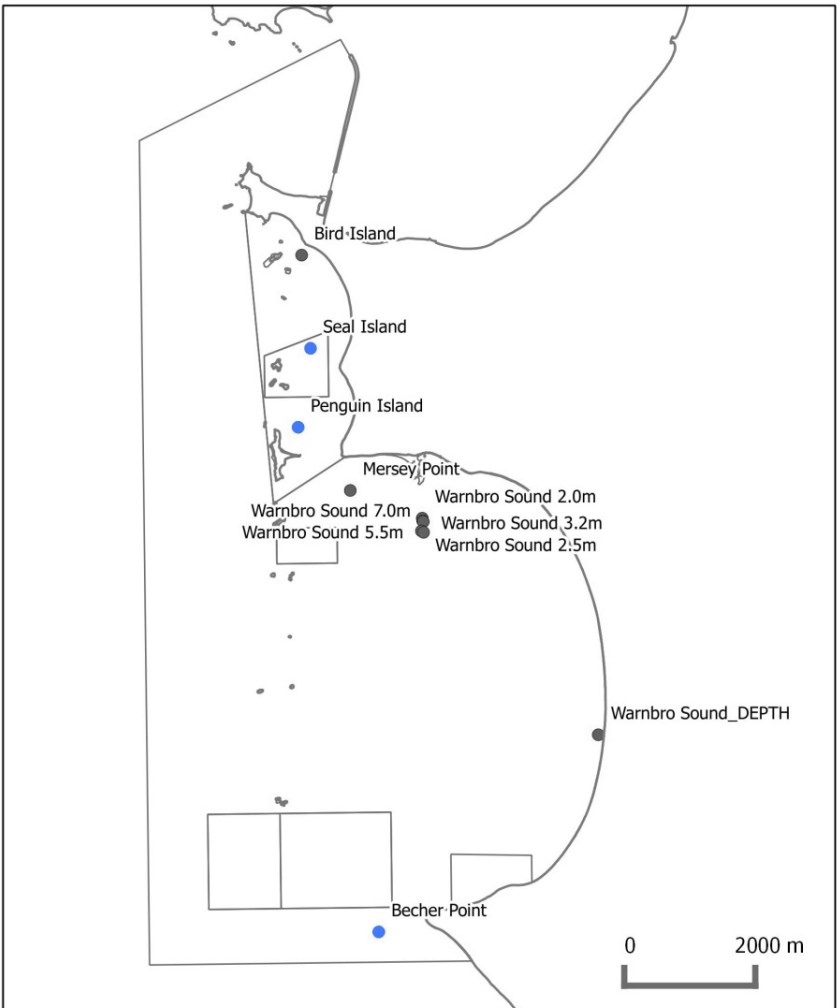 Bird Island
Seal Island
Penguin Island
Mersey Point
Warnbro Sound 2.0m
Warnbro Sound 7.0m
Warnbro Sound 3.2m
Warnbro Sound 5.5m
Warnbro Sound 2.5m
Warnbro Sound_DEPTH
Becher Point
0 2000 m